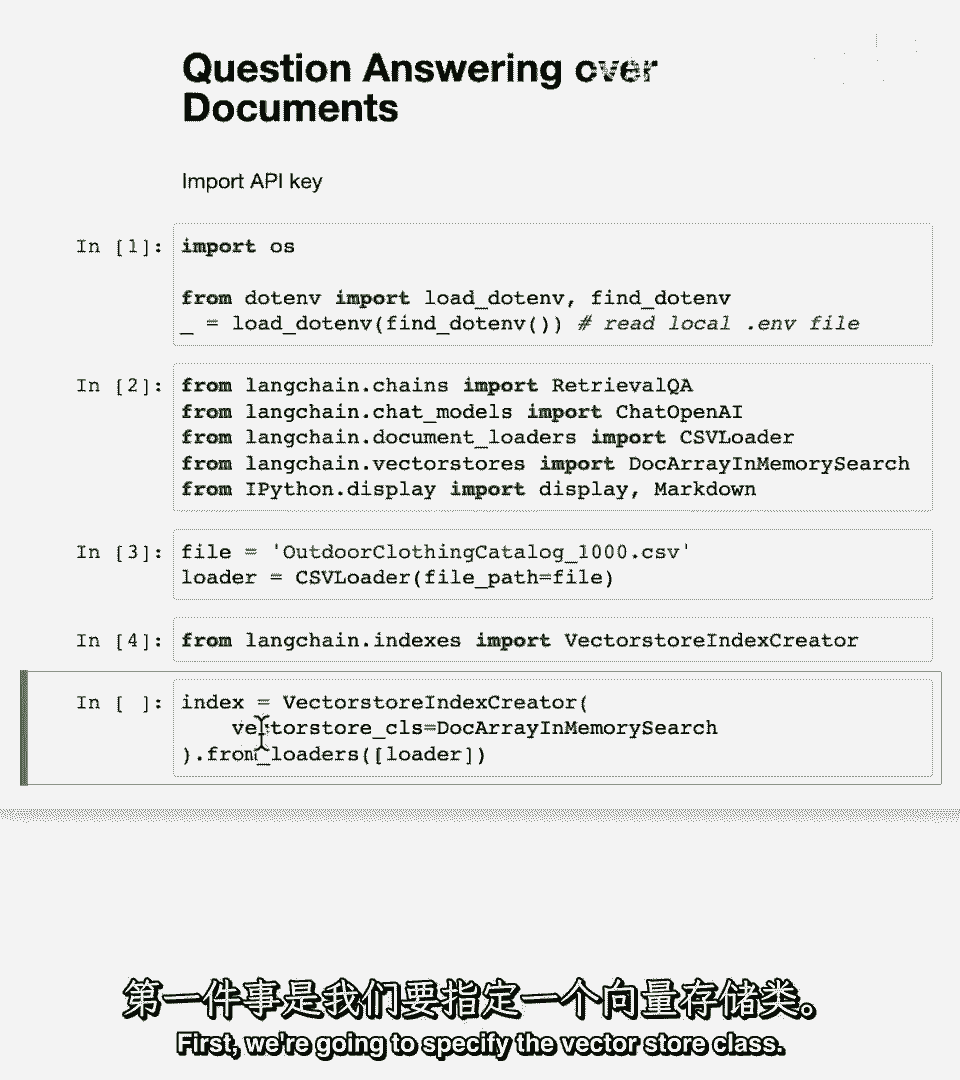 Question Answering over
Documents
Import API key
In [1]:
import os
from dotenv import load_dotenv, find_dotenv
_ = load_dotenv(find_dotenv()) # read local .env file
In [2]:
from langchain.chains import RetrievalQA
from langchain.chat_models import ChatOpenAI
from langchain.document_loaders import CSVLoader
from langchain.vectorstores import DocArrayInMemorySearch
from IPython.display import display, Markdown
In [3]:
file = 'OutdoorClothingCatalog_1000.csv'
loader = CSVLoader(file_path=file)
In [4]:
from langchain.indexes import VectorstoreIndexCreator
In [ ]:
index = VectorstoreIndexCreator(
    vectorstore_cls=DocArrayInMemorySearch
).from_loaders([loader])
第一件事是我们要指定一个向量存储类。
First, we're going to specify the vector store class.